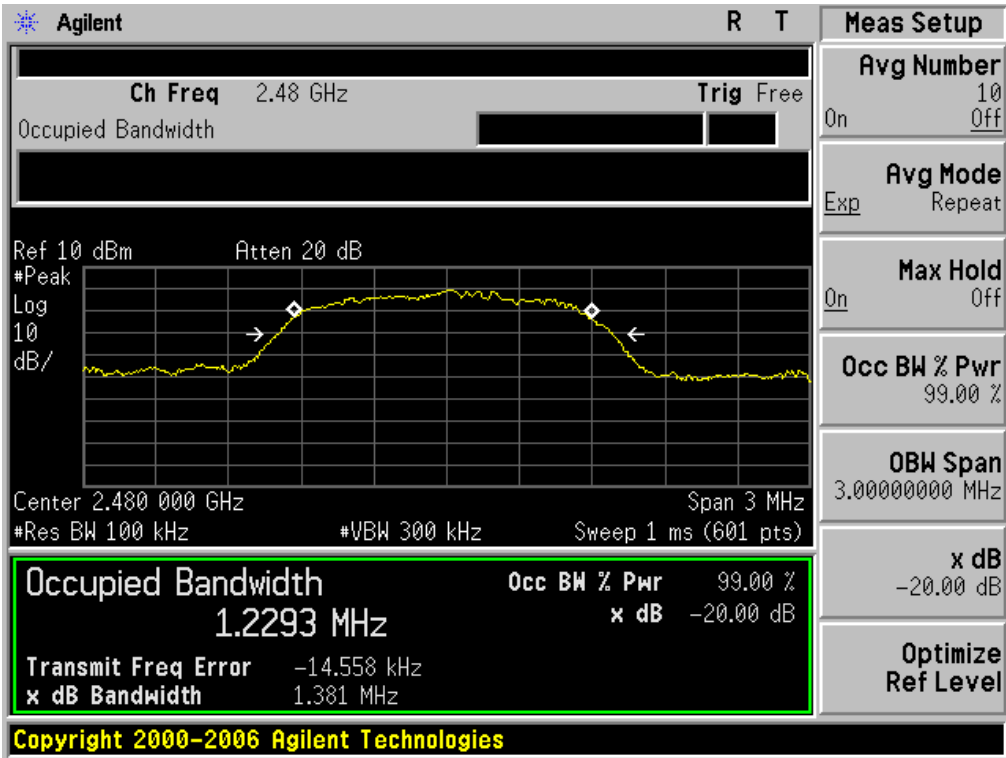 Agilent R T
Ch Freq 2.48 GHz Trig Free
Occupied Bandwidth
Ref 10 dBm Atten 20 dB
#Peak
Log
10
dB/
Center 2.480 000 GHz Span 3 MHz
#Res BW 100 kHz #VBW 300 kHz Sweep 1 ms (601 pts)
Occupied Bandwidth Occ BW % Pwr 99.00 %
1.2293 MHz x dB -20.00 dB
Transmit Freq Error -14.558 kHz
x dB Bandwidth 1.381 MHz
Copyright 2000-2006 Agilent Technologies
Meas Setup
Avg Number
10
On Off
Avg Mode
Exp Repeat
Max Hold
On Off
Occ BW % Pwr
99.00 %
OBW Span
3.00000000 MHz
x dB
-20.00 dB
Optimize
Ref Level